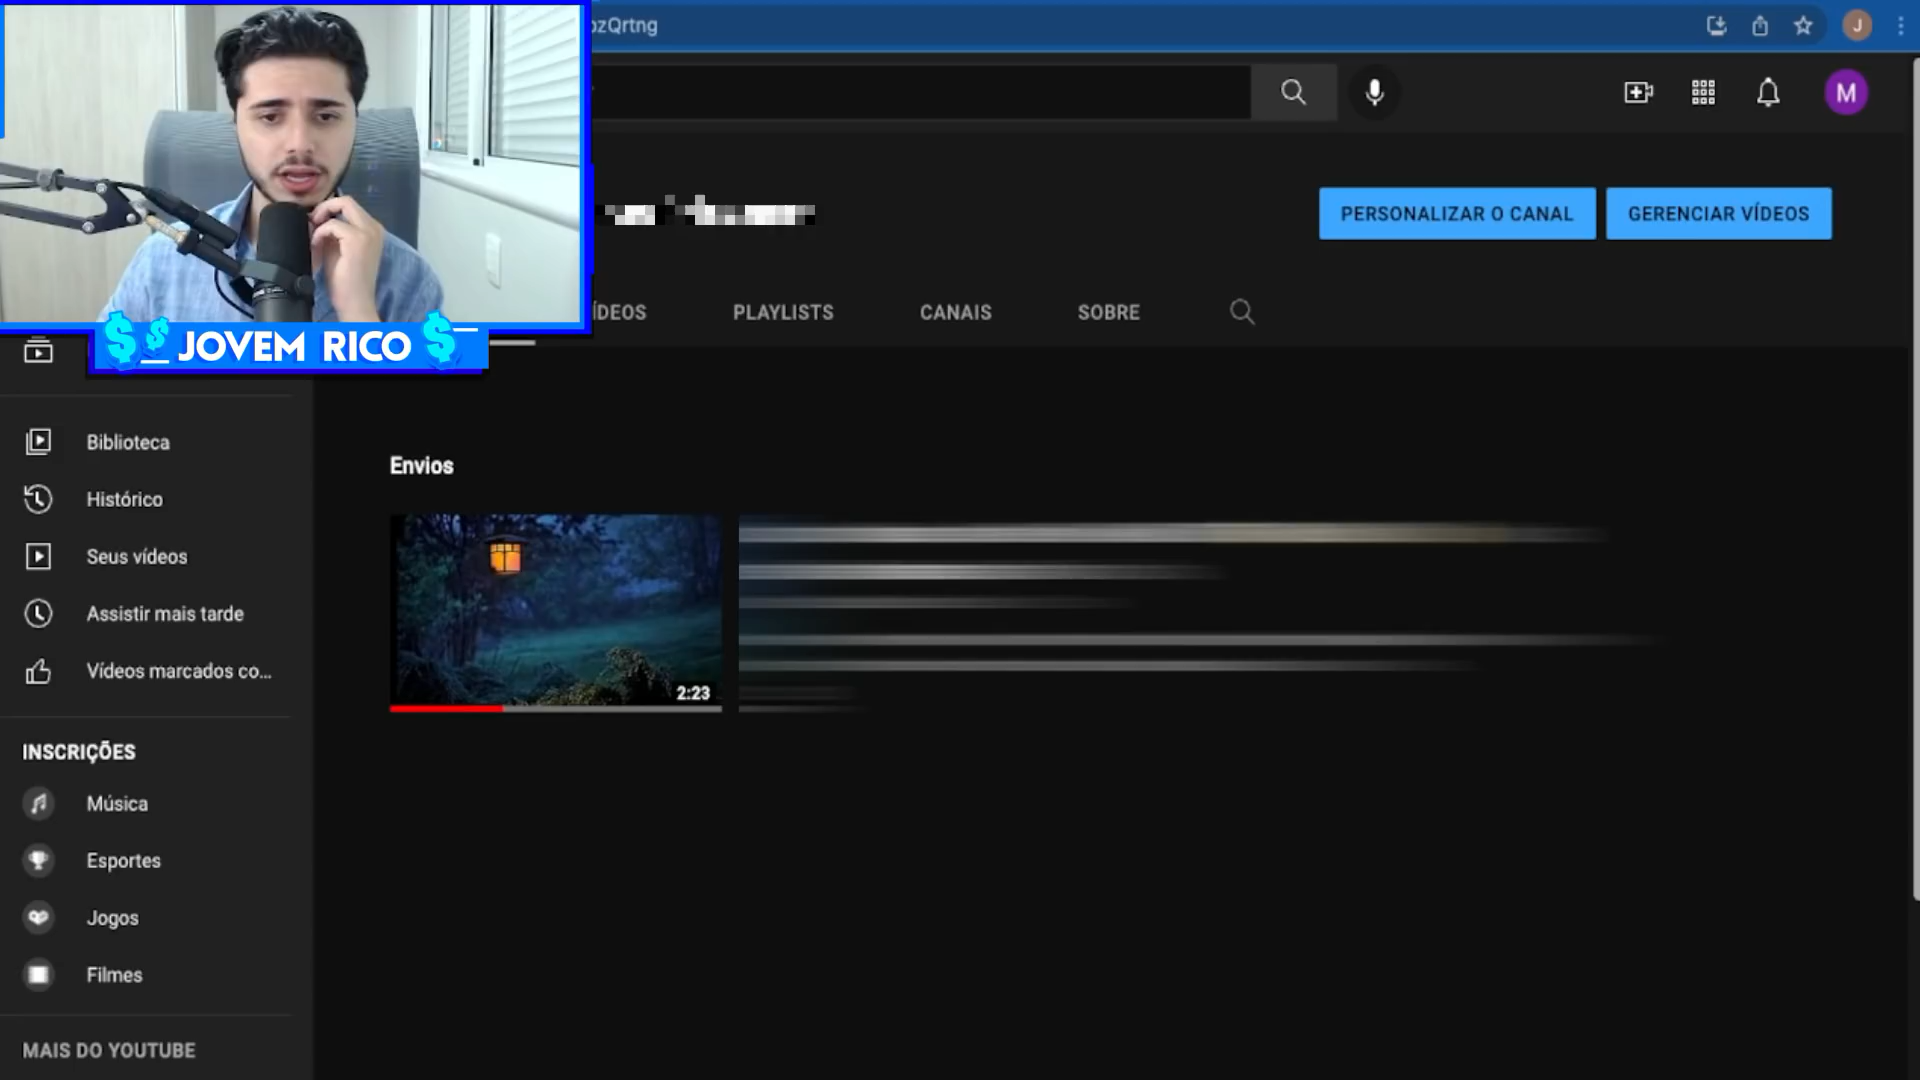 ozQrtng
M
J
PERSONALIZAR O CANAL
GERENCIAR VÍDEOS
ÍDEOS
PLAYLISTS
CANAIS
SOBRE
$ $ JOVEM RICO $
Biblioteca
Histórico
Seus vídeos
Assistir mais tarde
Vídeos marcados co...
INSCRIÇÕES
Música
Esportes
Jogos
Filmes
MAIS DO YOUTUBE
Envios
2:23